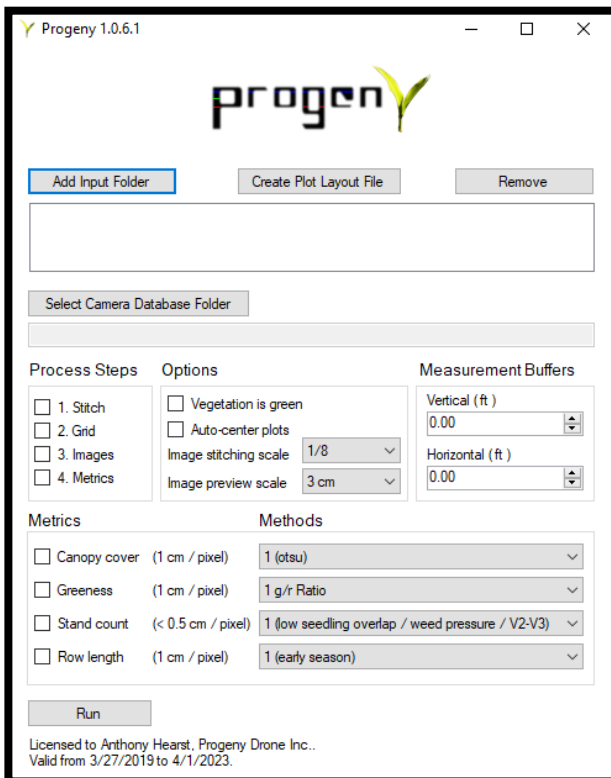 Progeny 1.0.6.1
progeny
Add Input Folder Create Plot Layout File Remove
Select Camera Database Folder
Process Steps Options Measurement Buffers
1. Stitch Vegetation is green Vertical (ft )
2. Grid Auto-center plots 0.00
3. Images Image stitching scale 1/8 Horizontal (ft )
4. Metrics Image preview scale 3 cm 0.00
Metrics Methods
Canopy cover (1 cm / pixel) 1 (otsu)
Greeness (1 cm / pixel) 1 g/r Ratio
Stand count (< 0.5 cm / pixel) 1 (low seedling overlap / weed pressure / V2-V3)
Row length (1 cm / pixel) 1 (early season)
Run
Licensed to Anthony Hearst, Progeny Drone Inc..
Valid from 3/27/2019 to 4/1/2023.